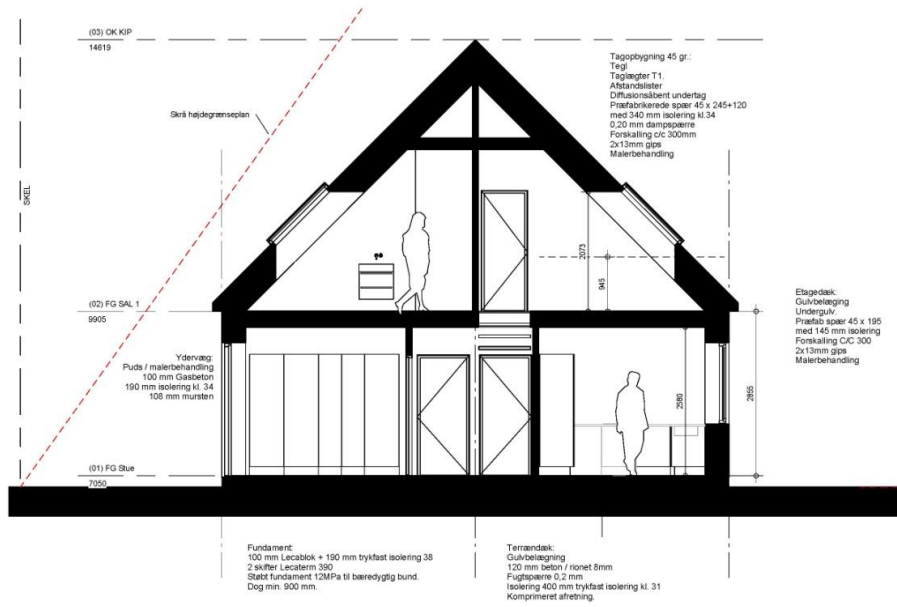 (03) OK KIP
14619
Tagopbygning 45 gr.:
Tegl
Taglægter T1.
Afstandslister
Diffusionsåbent undertag
Præfabrikerede spær 45 x 245+120
med 340 mm isolering kl.34
0,20 mm dampspærre
Forskalling c/c 300mm
2x13mm gips
Malerbehandling
Skrå højdegrænseplan
SKEL
2073
945
(02) FG SAL 1
9905
Etagedæk:
Gulvbelæging
Undergulv.
Præfab spær 45 x 195
med 145 mm isolering
Forskalling C/C 300
2x13mm gips
Malerbehandling
Ydervæg:
Puds / malerbehandling
100 mm Gasbeton
190 mm isolering kl. 34
108 mm mursten
2580
2855
(01) FG Stue
7050
Fundament:
100 mm Lecablok + 190 mm trykfast isolering 38
2 skifter Lecaterm 390
Støbt fundament 12MPa til bæredygtig bund.
Dog min. 900 mm.
Terrændæk:
Gulvbelægning
120 mm beton / rionet 8mm
Fugtspærre 0,2 mm
Isolering 400 mm trykfast isolering kl. 31
Komprimeret afretning.